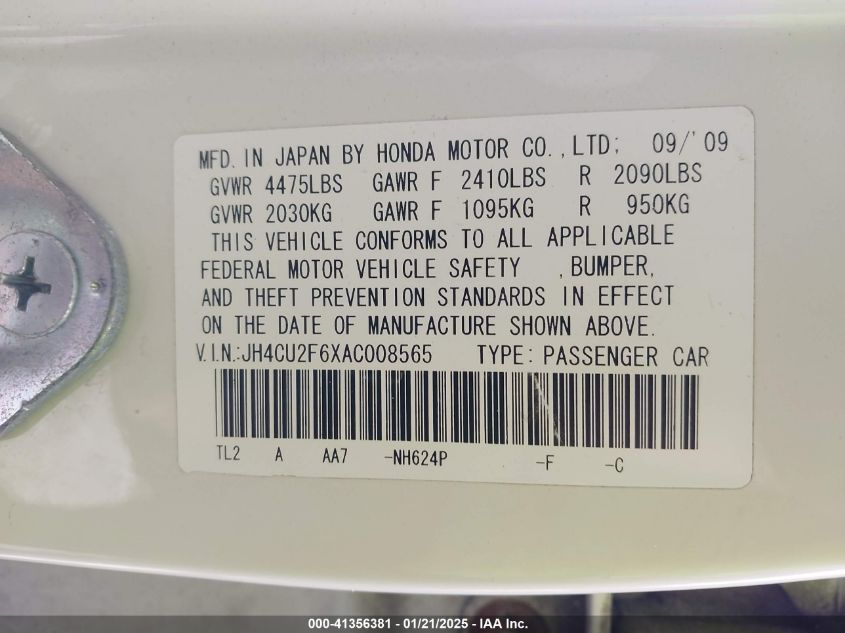 MFD. IN JAPAN BY HONDA MOTOR CO.,LTD; 09/'09
GVWR 4475LBS GAWR F 2410LBS R 2090LBS
GVWR 2030KG GAWR F 1095KG R 950KG
THIS VEHICLE CONFORMS TO ALL APPLICABLE
FEDERAL MOTOR VEHICLE SAFETY ,BUMPER,
AND THEFT PREVENTION STANDARDS IN EFFECT
ON THE DATE OF MANUFACTURE SHOWN ABOVE.
V.I.N.:JH4CU2F6XAC008565 TYPE: PASSENGER CAR
TL2 A AA7 -NH624P -F -C
000-41356381 / 01/21/2025 - IAA Inc.